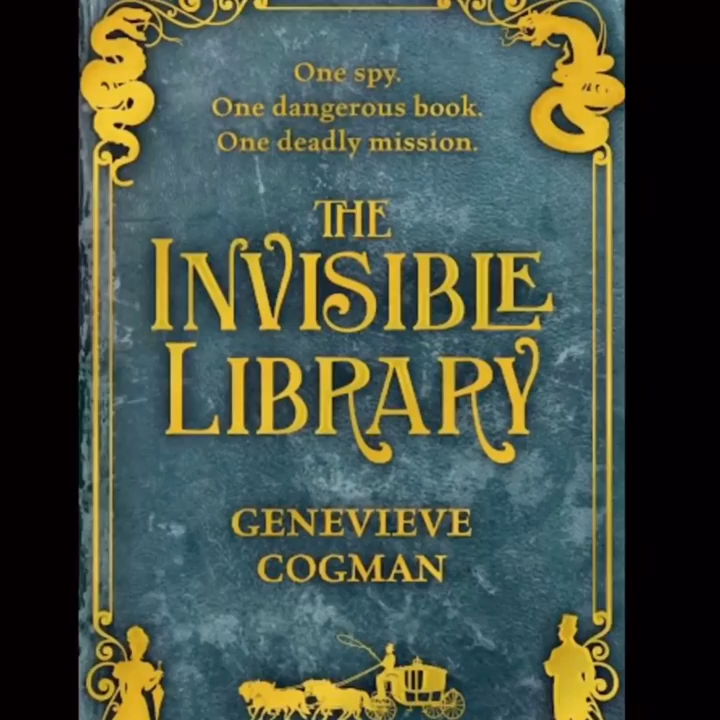 One spy.
One dangerous book.
One deadly mission.
THE
INVISIBLE
LIBRARY
GENEVIEVE
COGMAN